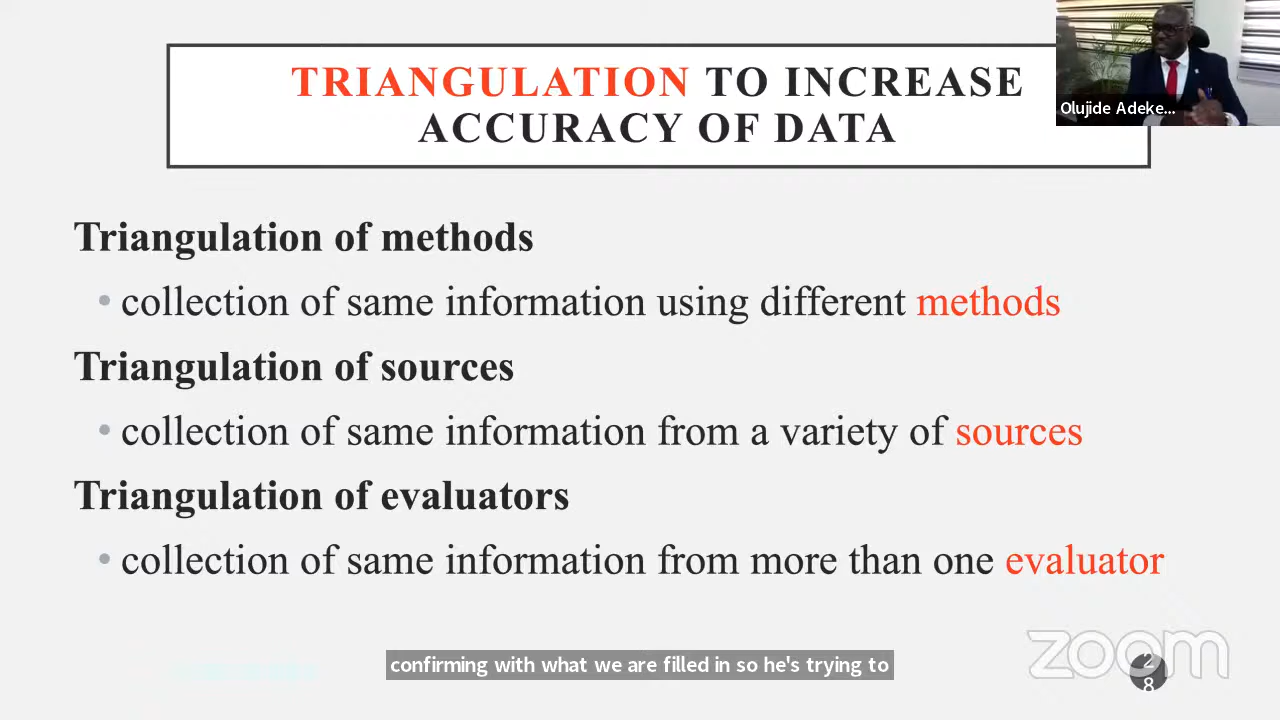 TRIANGULATION TO INCREASE
ACCURACY OF DATA
Olujide Adeke...
Triangulation of methods
• collection of same information using different methods
Triangulation of sources
• collection of same information from a variety of sources
Triangulation of evaluators
• collection of same information from more than one evaluator
confirming with what we are filled in so he's trying to
zoom
2
8